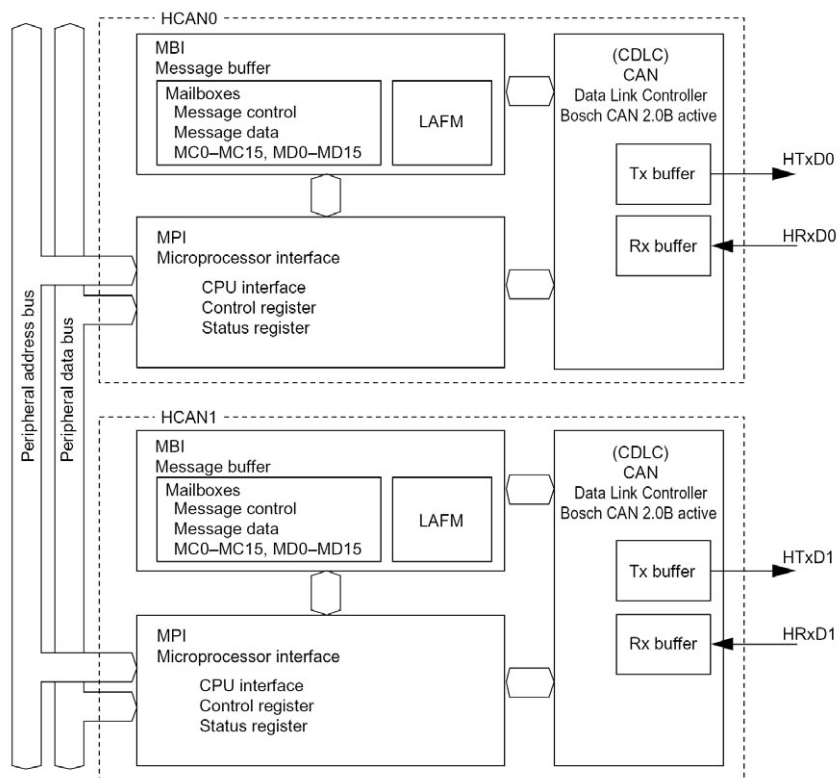 HCAN0
MBI
Message buffer
Mailboxes
Message control
Message data
MC0–MC15, MD0–MD15
LAFM
(CDLC)
CAN
Data Link Controller
Bosch CAN 2.0B active
Tx buffer
HTxD0
Rx buffer
HRxD0
MPI
Microprocessor interface
CPU interface
Control register
Status register
Peripheral address bus
Peripheral data bus
HCAN1
MBI
Message buffer
Mailboxes
Message control
Message data
MC0–MC15, MD0–MD15
LAFM
(CDLC)
CAN
Data Link Controller
Bosch CAN 2.0B active
Tx buffer
HTxD1
Rx buffer
HRxD1
MPI
Microprocessor interface
CPU interface
Control register
Status register